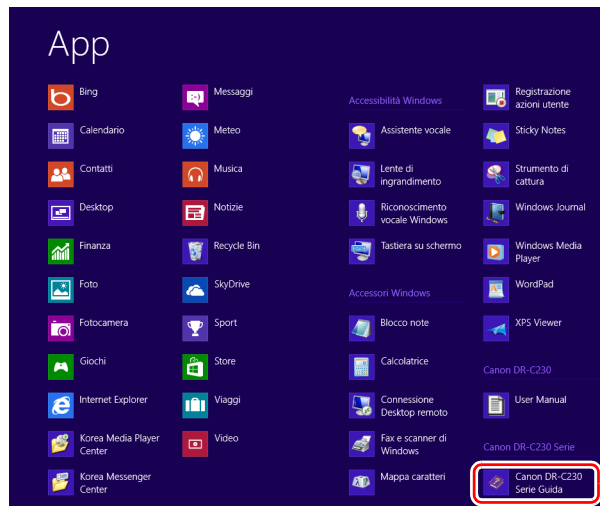 App
Bing
Calendario
Contatti
Desktop
Finanza
Foto
Fotocamera
Giochi
Internet Explorer
Korea Media Player
Center
Korea Messenger
Center
Messaggi
Meteo
Musica
Notizie
Recycle Bin
SkyDrive
Sport
Store
Viaggi
Video
Accessibilità Windows
Assistente vocale
Lente di
ingrandimento
Riconoscimento
vocale Windows
Tastiera su schermo
Accessori Windows
Blocco note
Calcolatrice
Connessione
Desktop remoto
Fax e scanner di
Windows
Mappa caratteri
Registrazione
azioni utente
Sticky Notes
Strumento di
cattura
Windows Journal
Windows Media
Player
WordPad
XPS Viewer
Canon DR-C230
User Manual
Canon DR-C230 Serie
Canon DR-C230
Serie Guida